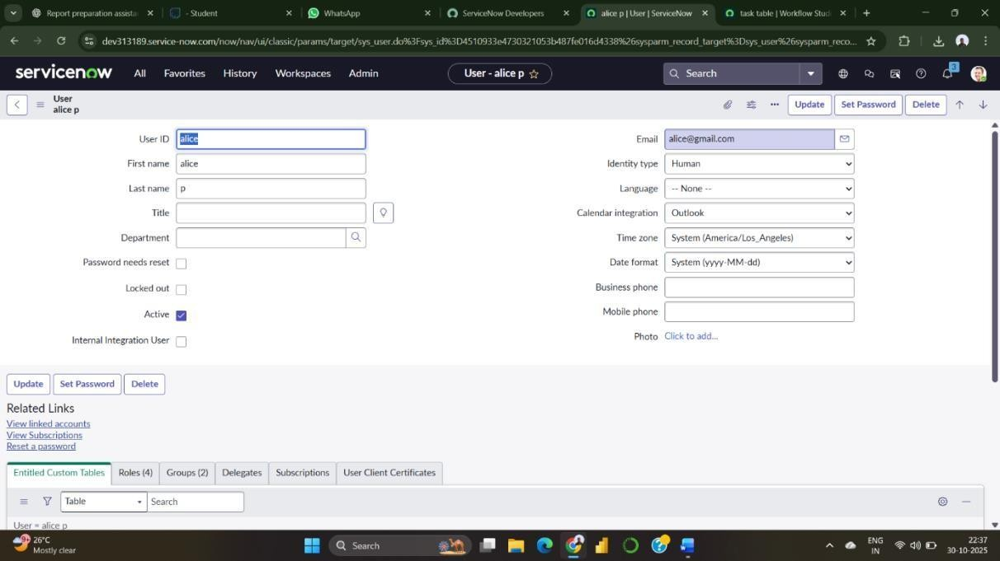 Report preparation assista
- Student
WhatsApp
ServiceNow Developers
alice p | User | ServiceNow
task table | Workflow Stud
dev313189.service-now.com/now/nav/ui/classic/params/target/sys_user.do%3Fsys_id%3D4510933e4730321053b487fe016d4338%26sysparm_record_target%3Dsys_user%26sysparm_reco...
servicenow
All
Favorites
History
Workspaces
Admin
User - alice p
Search
3
User
alice p
Update
Set Password
Delete
User ID
alice
Email
alice@gmail.com
First name
alice
Identity type
Human
Last name
p
Language
-- None --
Title
Calendar integration
Outlook
Department
Time zone
System (America/Los_Angeles)
Password needs reset
Date format
System (yyyy-MM-dd)
Locked out
Business phone
Active
Mobile phone
Internal Integration User
Photo
Click to add...
Update
Set Password
Delete
Related Links
View linked accounts
View Subscriptions
Reset a password
Entitled Custom Tables
Roles (4)
Groups (2)
Delegates
Subscriptions
User Client Certificates
Table
Search
User = alice p
9+
26°C
Mostly clear
Search
ENG
IN
22:37
30-10-2025